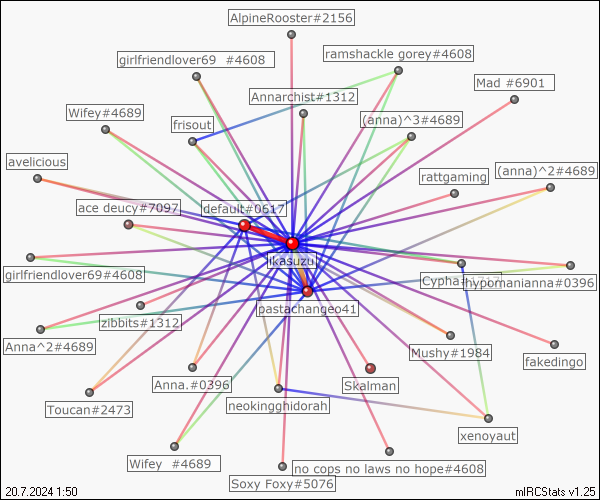 AlpineRooster#2156
girlfriendlover69 #4608
ramshackle gorey#4608
Mad #6901
Annarchist#1312
Wifey#4689
frisout
(anna)^3#4689
avelicious
rattgaming
(anna)^2#4689
ace deucy#7097
default#0617
likasuzu
girlfriendlover69#4608
hypomanianna#0396
pastachangeo41
zibbits#1312
Anna^2#4689
Mushy#1984
fakedingo
Anna.#0396
Skalman
Toucan#2473
neokingghidorah
xenoyaut
Wifey #4689
no cops no laws no hope#4608
Soxy Foxy#5076
20.7.2024 1:50
mIRCStats v1.25